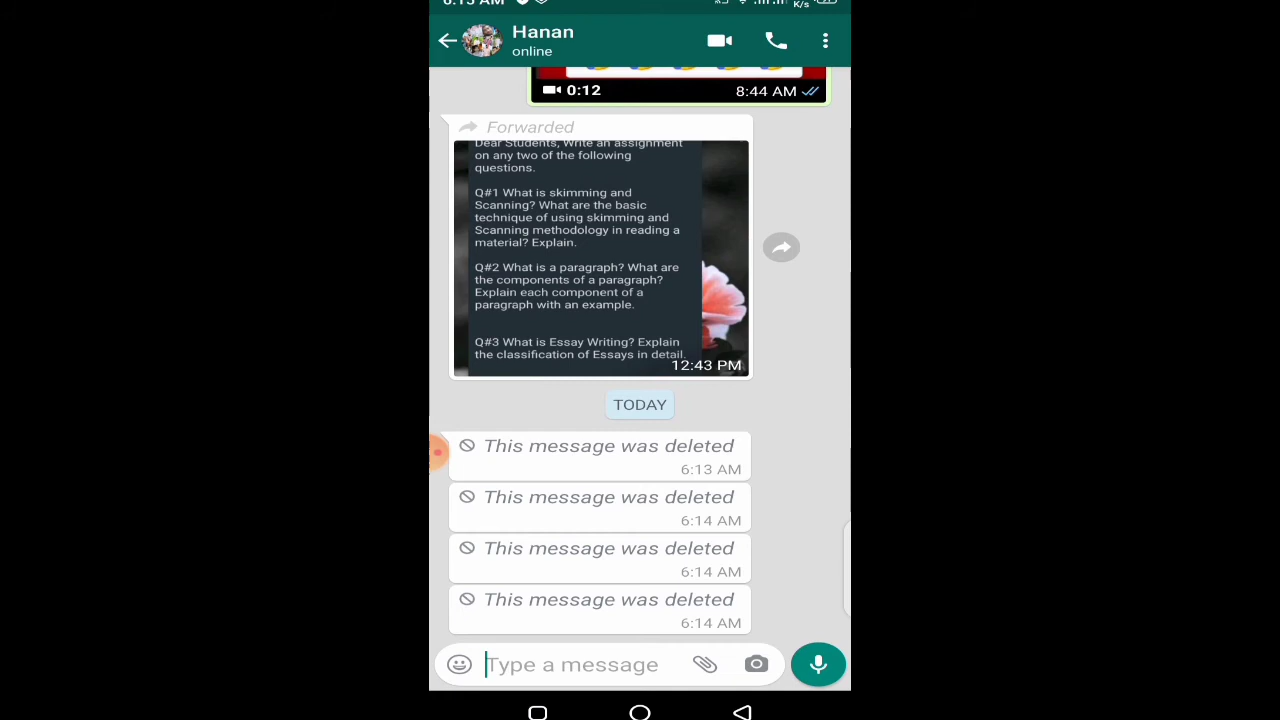 6:15 AM
K/s
Hanan
online
0:12
8:44 AM
Forwarded
Dear Students, Write an assignment
on any two of the following
questions.
Q#1 What is skimming and
Scanning? What are the basic
technique of using skimming and
Scanning methodology in reading a
material? Explain.
Q#2 What is a paragraph? What are
the components of a paragraph?
Explain each component of a
paragraph with an example.
Q#3 What is Essay Writing? Explain
the classification of Essays in detail.
12:43 PM
TODAY
This message was deleted
6:13 AM
This message was deleted
6:14 AM
This message was deleted
6:14 AM
This message was deleted
6:14 AM
Type a message